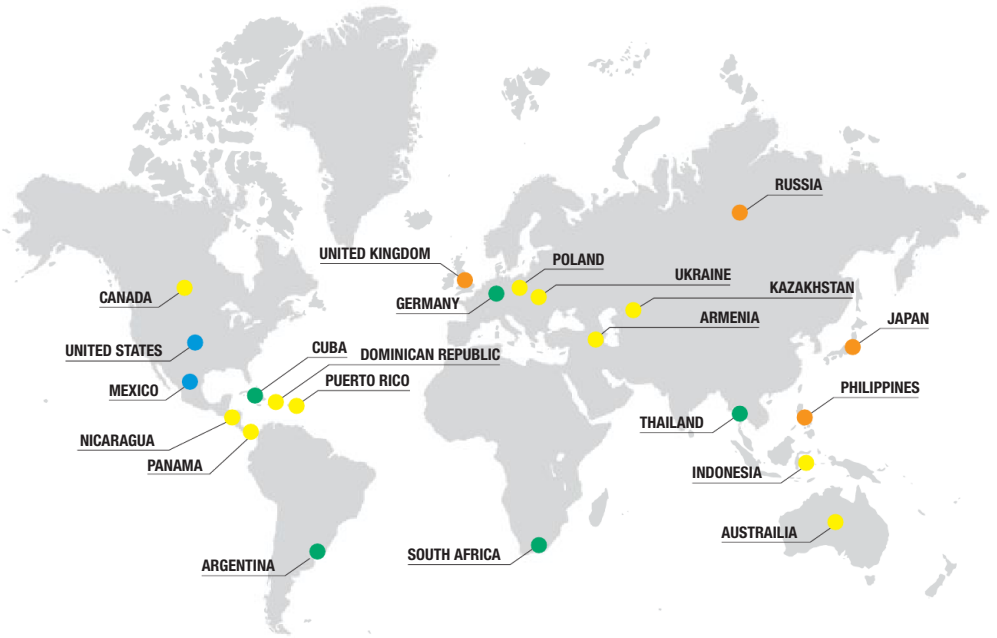 RUSSIA
UNITED KINGDOM
POLAND
UKRAINE
KAZAKHSTAN
CANADA
GERMANY
ARMENIA
JAPAN
UNITED STATES
CUBA
DOMINICAN REPUBLIC
MEXICO
PUERTO RICO
PHILIPPINES
THAILAND
NICARAGUA
PANAMA
INDONESIA
AUSTRAILIA
SOUTH AFRICA
ARGENTINA